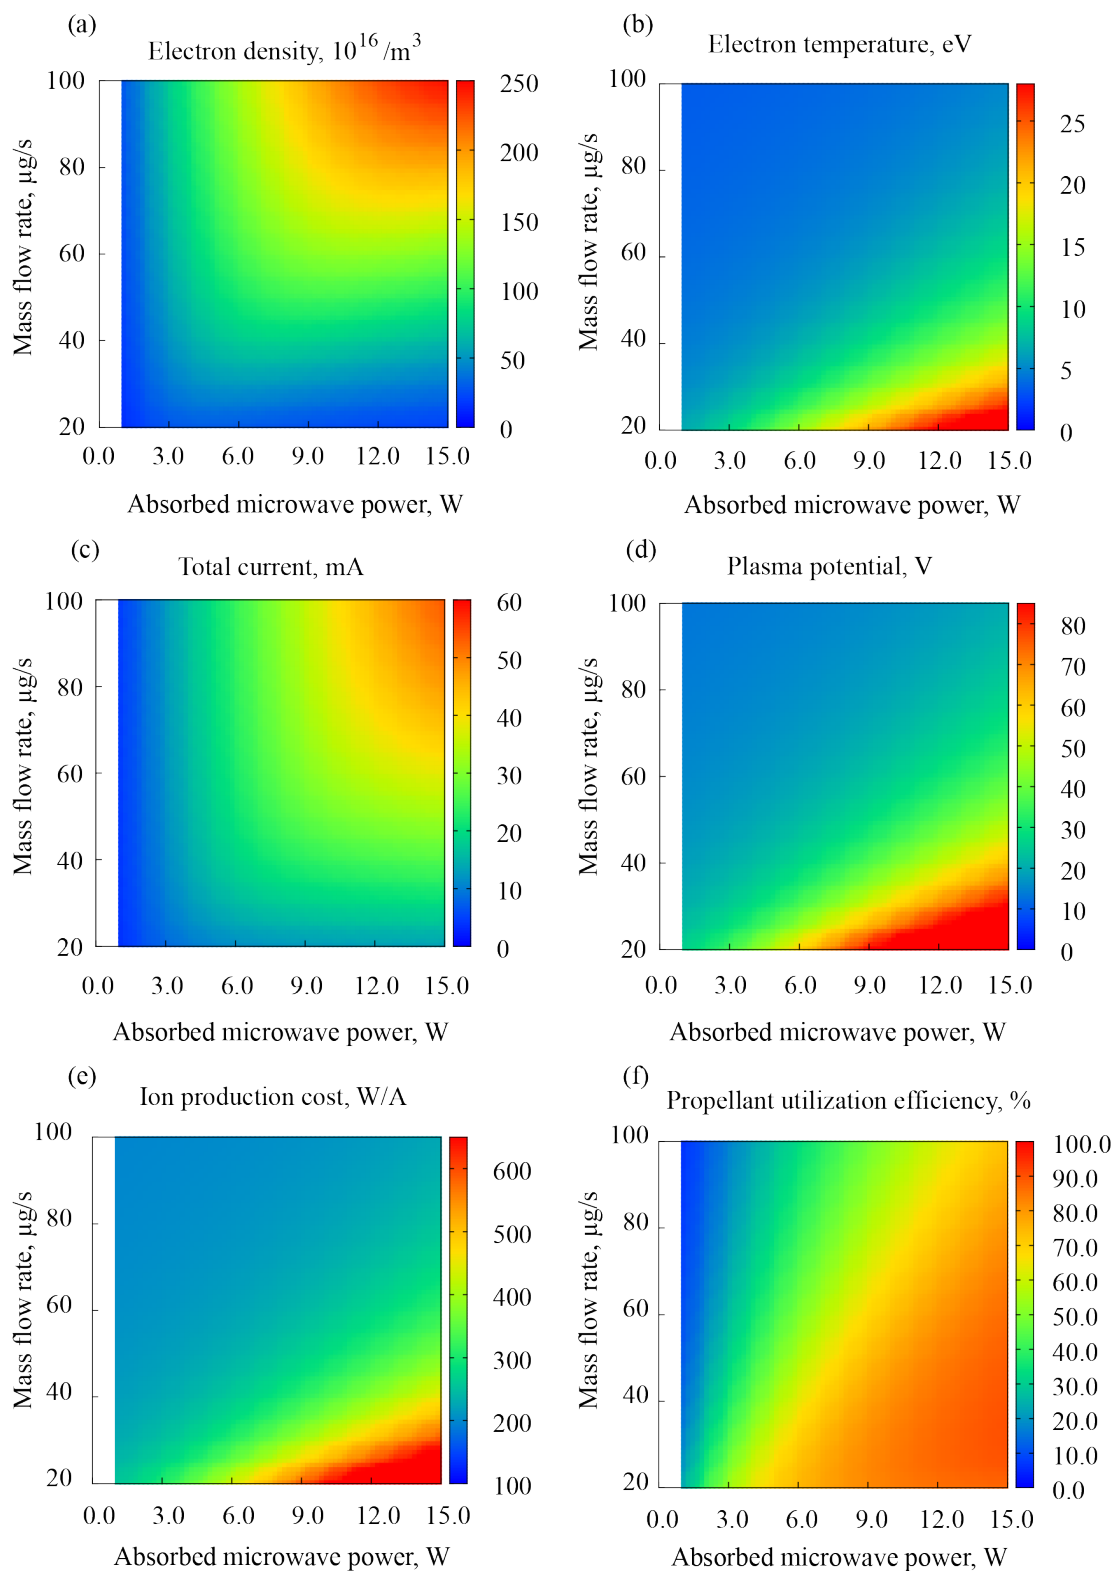 (a)
Electron density, 10^16/m^3
Mass flow rate, µg/s
100
80
60
40
20
0.0 3.0 6.0 9.0 12.0 15.0
Absorbed microwave power, W
250
200
150
100
50
0
(b)
Electron temperature, eV
Mass flow rate, µg/s
100
80
60
40
20
0.0 3.0 6.0 9.0 12.0 15.0
Absorbed microwave power, W
25
20
15
10
5
0
(c)
Total current, mA
Mass flow rate, µg/s
100
80
60
40
20
0.0 3.0 6.0 9.0 12.0 15.0
Absorbed microwave power, W
60
50
40
30
20
10
0
(d)
Plasma potential, V
Mass flow rate, µg/s
100
80
60
40
20
0.0 3.0 6.0 9.0 12.0 15.0
Absorbed microwave power, W
80
70
60
50
40
30
20
10
0
(e)
Ion production cost, W/A
Mass flow rate, µg/s
100
80
60
40
20
0.0 3.0 6.0 9.0 12.0 15.0
Absorbed microwave power, W
600
500
400
300
200
100
(f)
Propellant utilization efficiency, %
Mass flow rate, µg/s
100
80
60
40
20
0.0 3.0 6.0 9.0 12.0 15.0
Absorbed microwave power, W
100.0
90.0
80.0
70.0
60.0
50.0
40.0
30.0
20.0
10.0
0.0